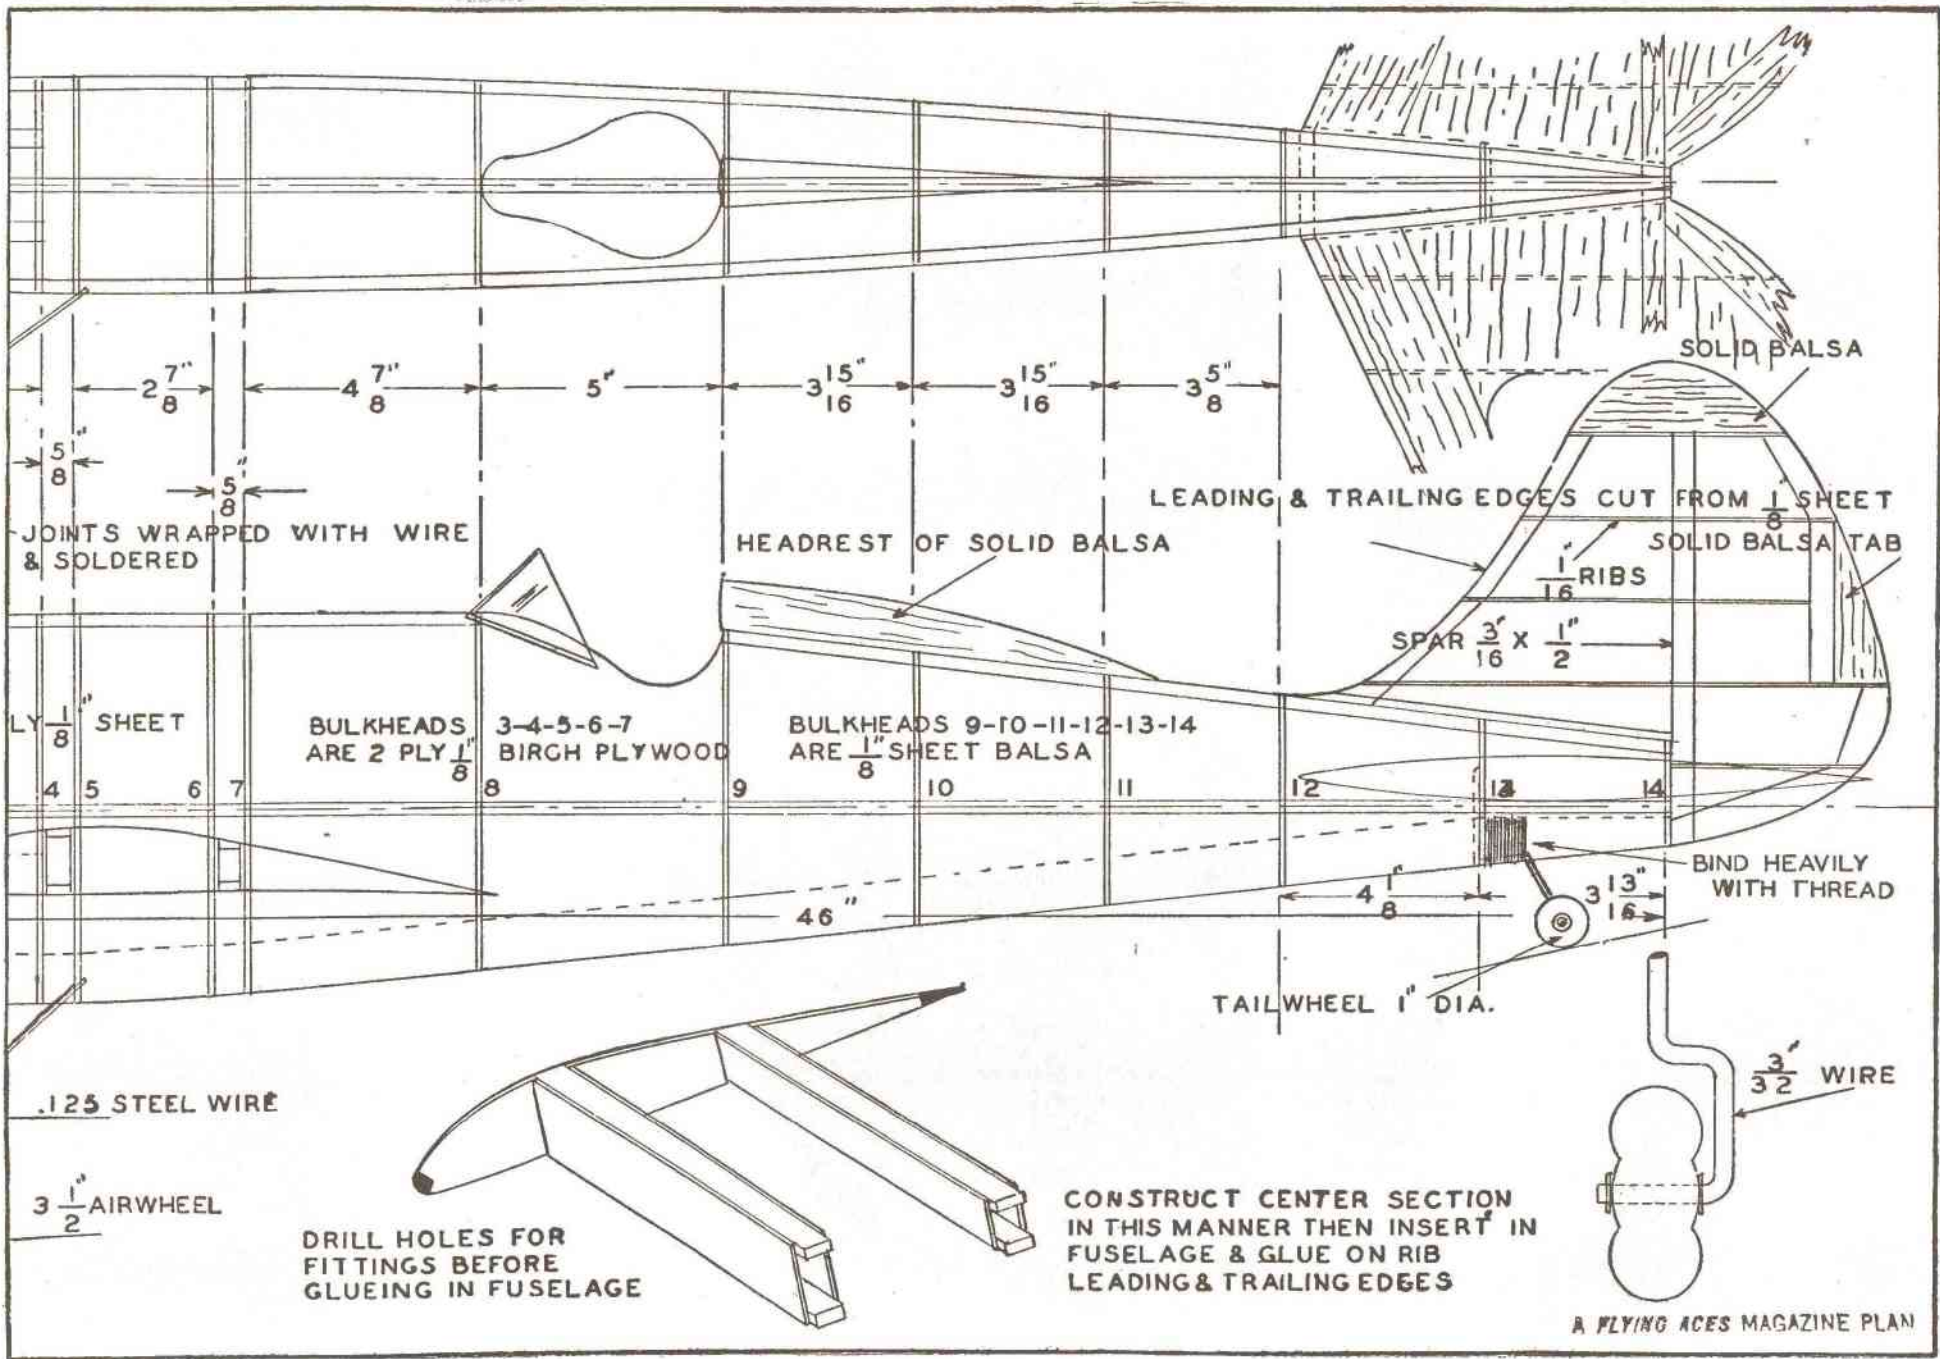 2 7/8"
4 7/8"
5"
3 15/16"
3 15/16"
3 5/8"
5/8"
5/8"
SOLID BALSA
LEADING & TRAILING EDGES CUT FROM 1/8" SHEET
JOINTS WRAPPED WITH WIRE
& SOLDERED
HEADREST OF SOLID BALSA
SOLID BALSA TAB
1/16" RIBS
SPAR 3/16" X 1/2"
LY 1/8" SHEET
BULKHEADS 3-4-5-6-7
ARE 2 PLY 1/8" BIRGH PLYWOOD
BULKHEADS 9-10-11-12-13-14
ARE 1/8" SHEET BALSA
4 5 6 7 8 9 10 11 12 13 14
BIND HEAVILY
WITH THREAD
46"
4 1/8"
3 13/16"
TAILWHEEL 1" DIA.
.125 STEEL WIRE
3/32" WIRE
3 1/2" AIRWHEEL
DRILL HOLES FOR
FITTINGS BEFORE
GLUEING IN FUSELAGE
CONSTRUCT CENTER SECTION
IN THIS MANNER THEN INSERT IN
FUSELAGE & GLUE ON RIB
LEADING & TRAILING EDGES
A FLYING ACES MAGAZINE PLAN